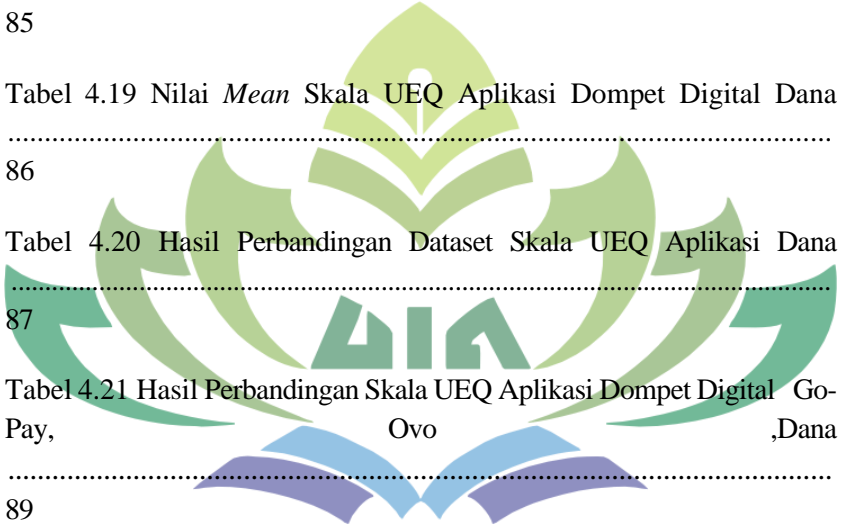 85
Tabel 4.19 Nilai Mean Skala UEQ Aplikasi Dompet Digital Dana
..................................................................................................................
86
Tabel 4.20 Hasil Perbandingan Dataset Skala UEQ Aplikasi Dana
..................................................................................................................
87
Tabel 4.21 Hasil Perbandingan Skala UEQ Aplikasi Dompet Digital Go-
Pay, Ovo ,Dana
..................................................................................................................
89